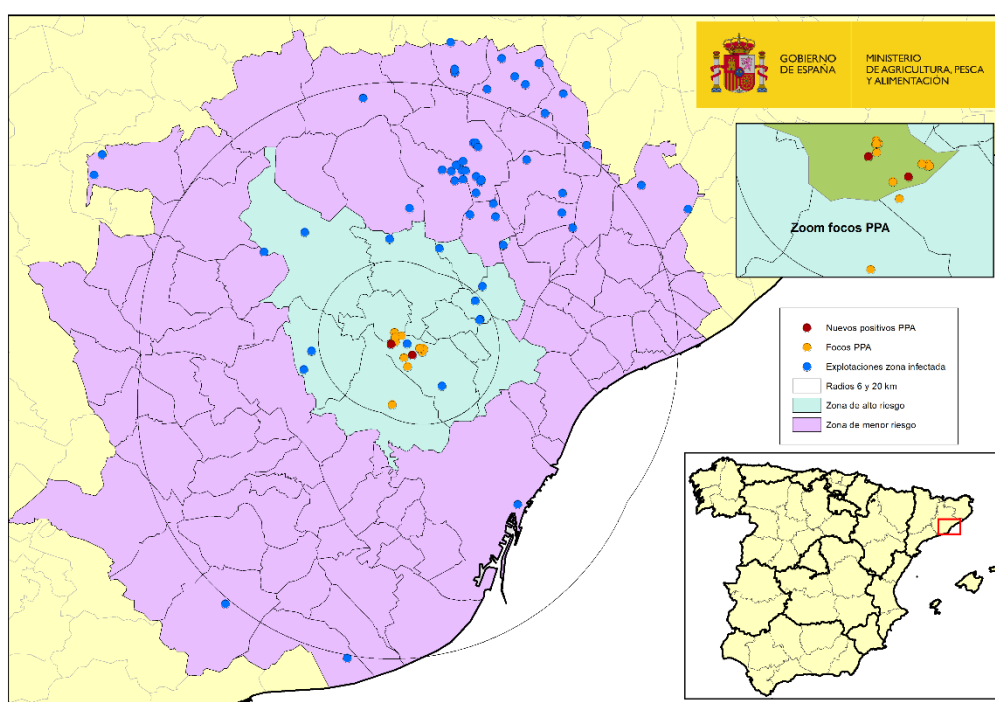 GOBIERNO
DE ESPAÑA
MINISTERIO
DE AGRICULTURA, PESCA
Y ALIMENTACIÓN
Zoom focos PPA
Nuevos positivos PPA
Focos PPA
Explotaciones zona infectada
Radios 6 y 20 km
Zona de alto riesgo
Zona de menor riesgo